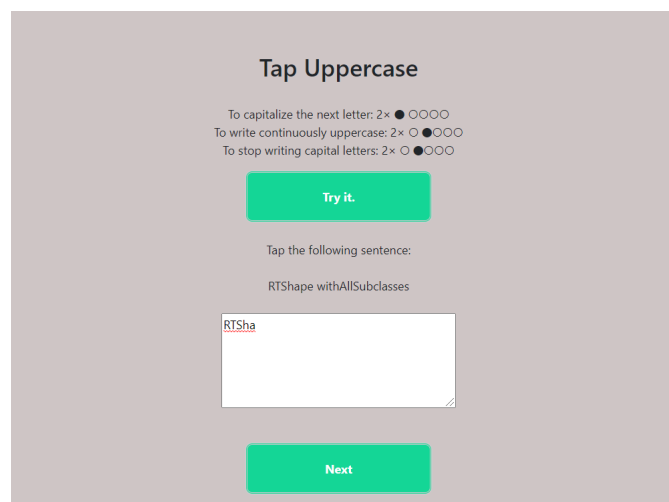 Tap Uppercase
To capitalize the next letter: 2× ● ○○○○
To write continuously uppercase: 2× ○ ●○○○
To stop writing capital letters: 2× ○ ●○○○
Try it.
Tap the following sentence:
RTShape withAllSubclasses
RTSha
Next